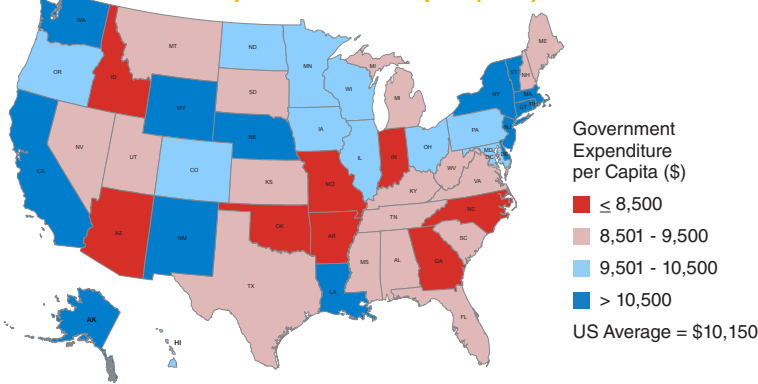 WA
OR
CA
ID
NV
AZ
MT
WY
UT
CO
NM
ND
SD
NE
KS
OK
TX
MN
IA
MO
AR
LA
WI
IL
MI
MI
IN
OH
KY
TN
MS
AL
GA
FL
SC
NC
VA
WV
PA
NY
VT
NH
ME
MA
CT
RI
NJ
MD
DC
AK
HI
Government
Expenditure
per Capita ($)
≤ 8,500
8,501 - 9,500
9,501 - 10,500
> 10,500
US Average = $10,150